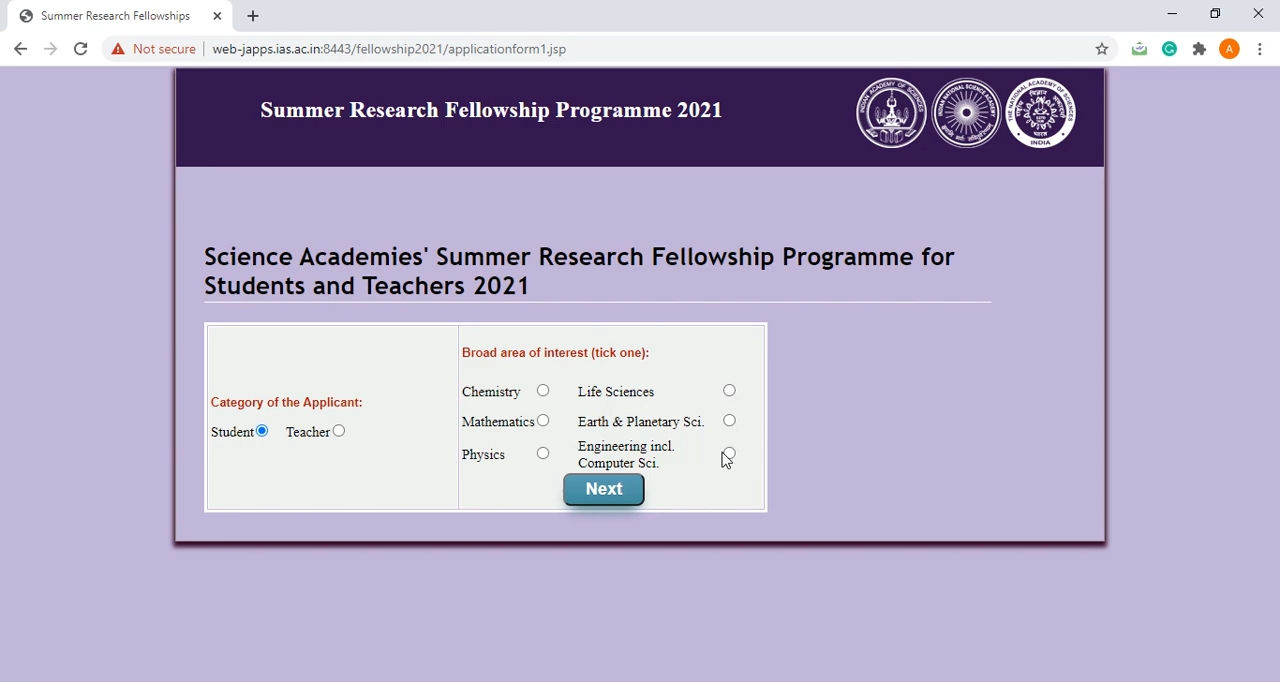 Summer Research Fellowships
Not secure
web-japps.ias.ac.in:8443/fellowship2021/applicationform1.jsp
A
Summer Research Fellowship Programme 2021
INDIA
Science Academies' Summer Research Fellowship Programme for
Students and Teachers 2021
Category of the Applicant:
Student Teacher
Broad area of interest (tick one):
Chemistry Life Sciences
Mathematics Earth & Planetary Sci.
Physics Engineering incl.
Computer Sci.
Next